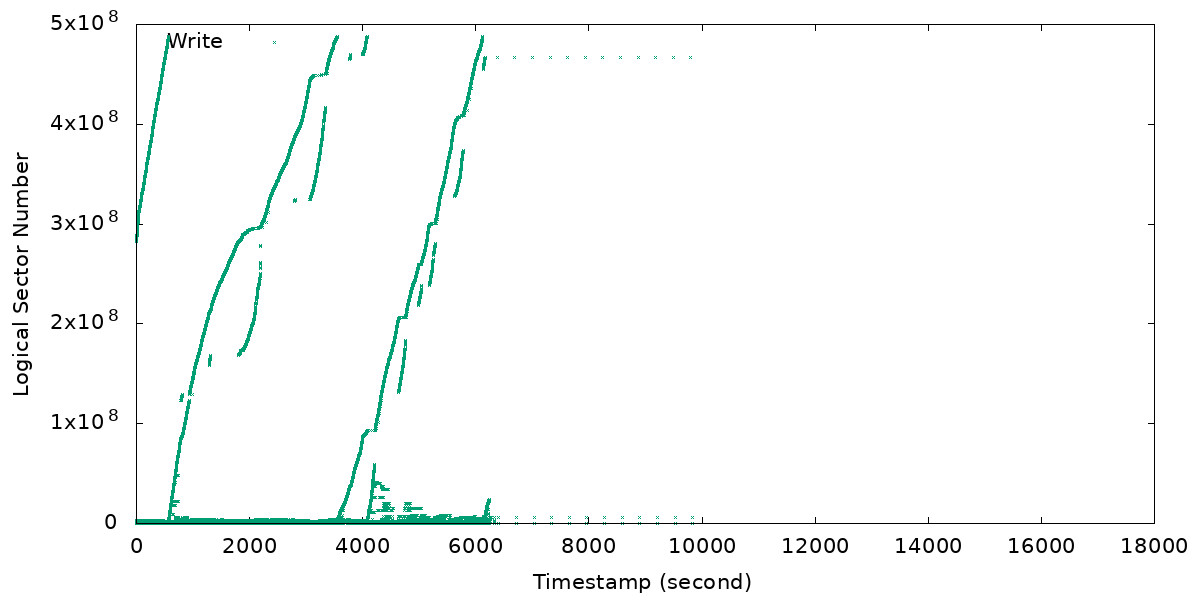 5x10^8
Write
4x10^8
3x10^8
2x10^8
1x10^8
0
Logical Sector Number
0 2000 4000 6000 8000 10000 12000 14000 16000 18000
Timestamp (second)